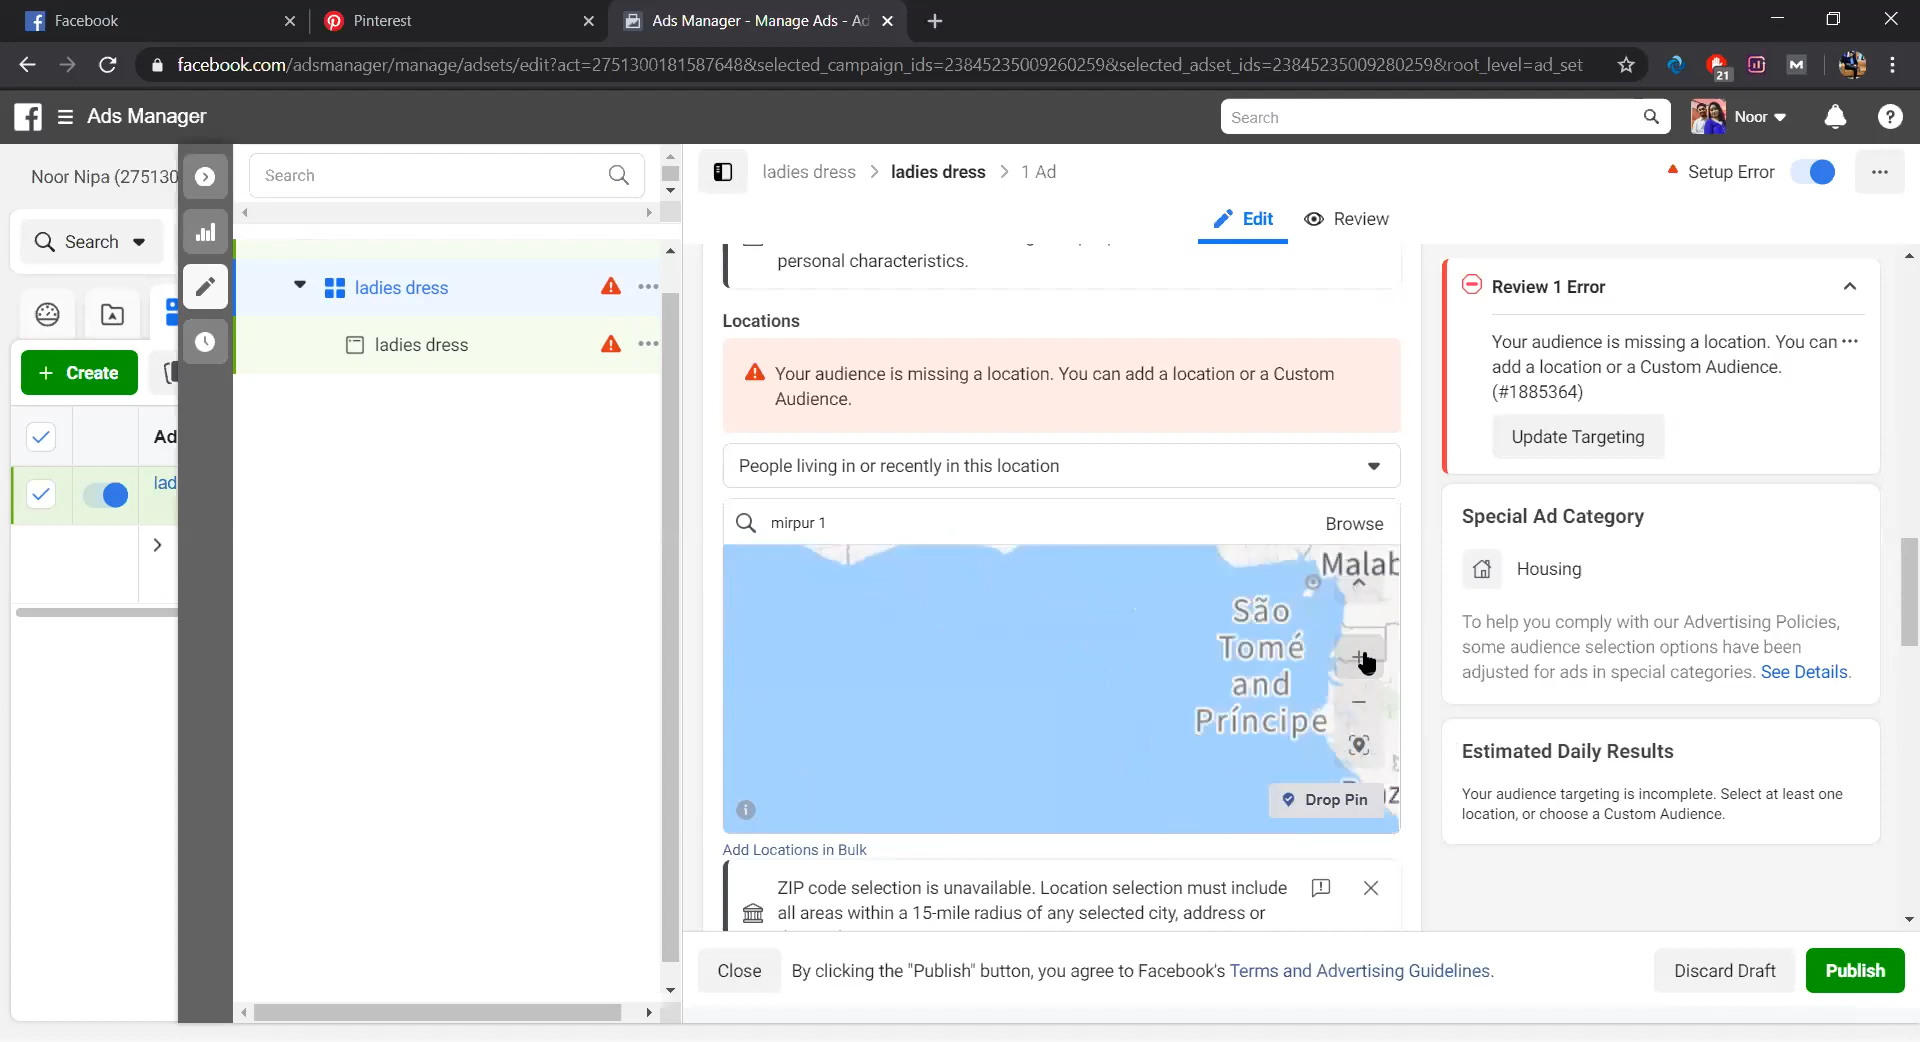 Facebook
Pinterest
Ads Manager - Manage Ads - Ad
facebook.com/adsmanager/manage/adsets/edit?act=2751300181587648&selected_campaign_ids=23845235009260259&selected_adset_ids=23845235009280259&root_level=ad_set
21
Ads Manager
Search
Noor
Noor Nipa (275130
Search
ladies dress > ladies dress > 1 Ad
Setup Error
Search
Edit
Review
+ Create
Ad
lad
ladies dress
ladies dress
personal characteristics.
Locations
Your audience is missing a location. You can add a location or a Custom
Audience.
People living in or recently in this location
mirpur 1
Browse
São
Tomé
and
Príncipe
Malab
Drop Pin
Add Locations in Bulk
ZIP code selection is unavailable. Location selection must include
all areas within a 15-mile radius of any selected city, address or
Review 1 Error
Your audience is missing a location. You can
add a location or a Custom Audience.
(#1885364)
Update Targeting
Special Ad Category
Housing
To help you comply with our Advertising Policies,
some audience selection options have been
adjusted for ads in special categories. See Details.
Estimated Daily Results
Your audience targeting is incomplete. Select at least one
location, or choose a Custom Audience.
Close
By clicking the "Publish" button, you agree to Facebook's Terms and Advertising Guidelines.
Discard Draft
Publish